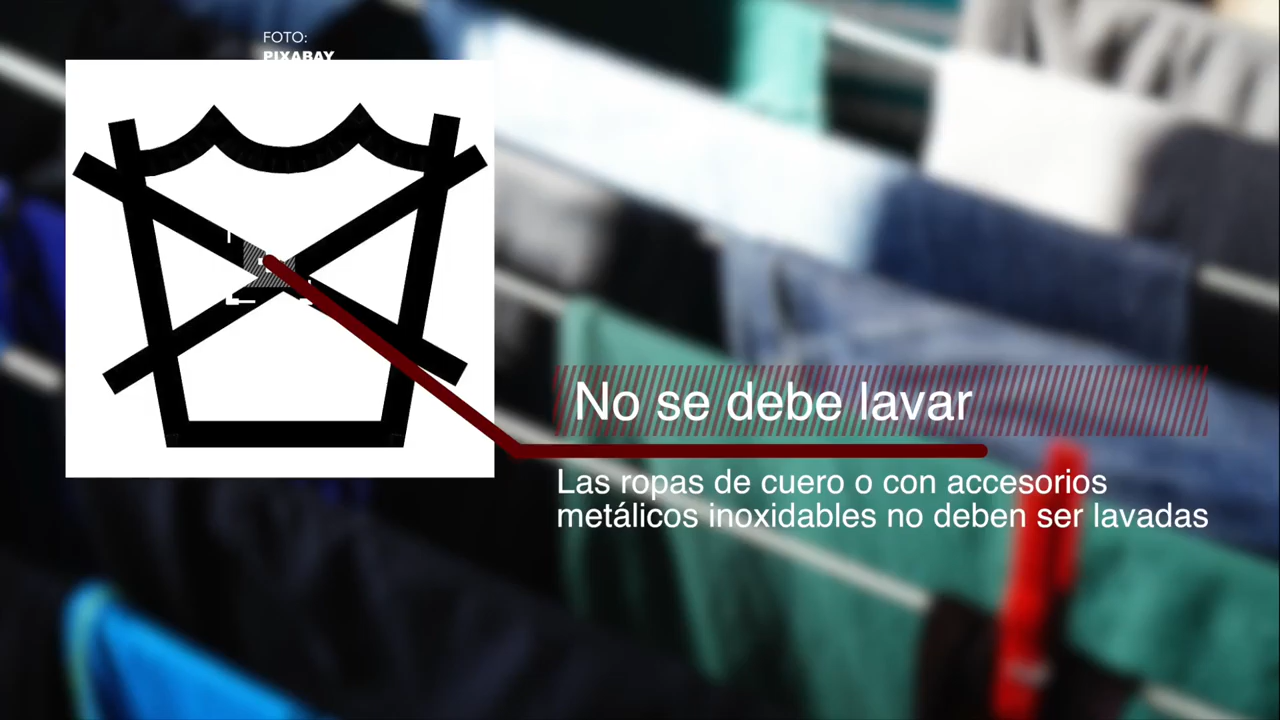 FOTO:
PIXABAY
No se debe lavar
Las ropas de cuero o con accesorios
metálicos inoxidables no deben ser lavadas